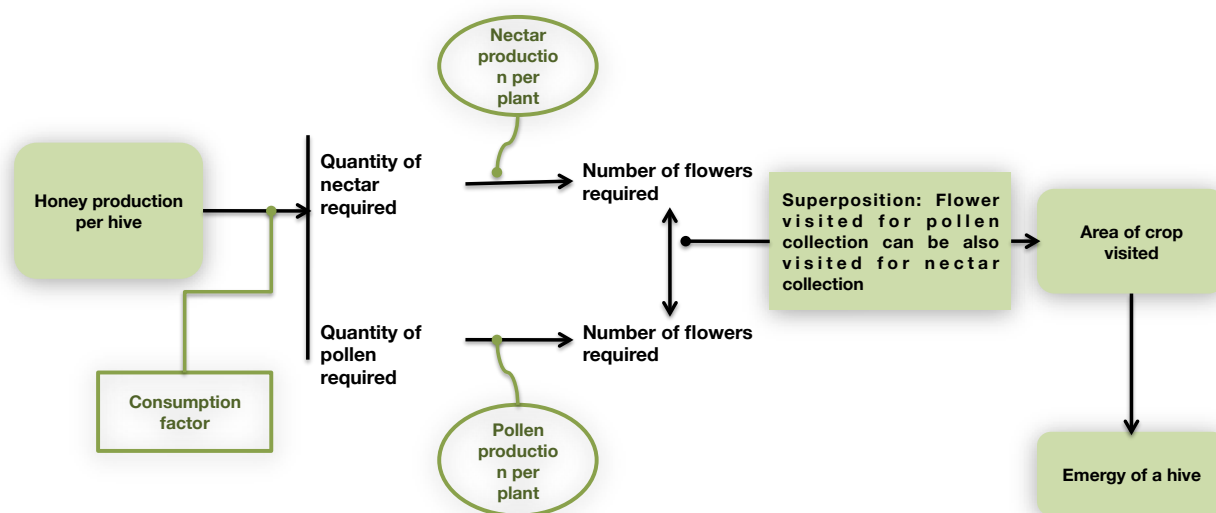 Nectar
productio
n per
plant
Honey production
per hive
Quantity of
nectar
required
Number of flowers
required
Superposition: Flower
visited for pollen
collection can be also
visited for nectar
collection
Area of crop
visited
Quantity of
pollen
required
Number of flowers
required
Consumption
factor
Pollen
productio
n per
plant
Emergy of a hive